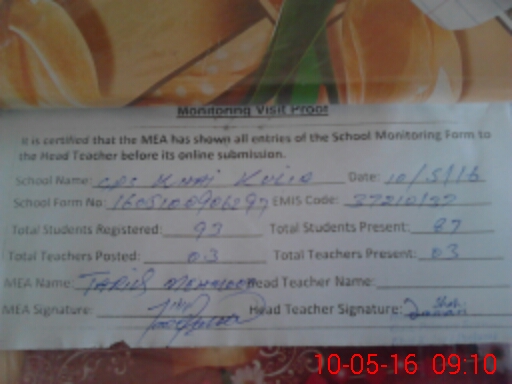 Monitoring Visit Proof
It is certified that the MEA has shown all entries of the School Monitoring Form to
the Head Teacher before its online submission.
School Name: Date: 10/5/16
School Form No: EMIS Code:
Total Students Registered: 93 Total Students Present: 87
Total Teachers Posted: 03 Total Teachers Present: 03
MEA Name: Tariq Mehmood Head Teacher Name:
MEA Signature: Head Teacher Signature:
10-05-16 09:10